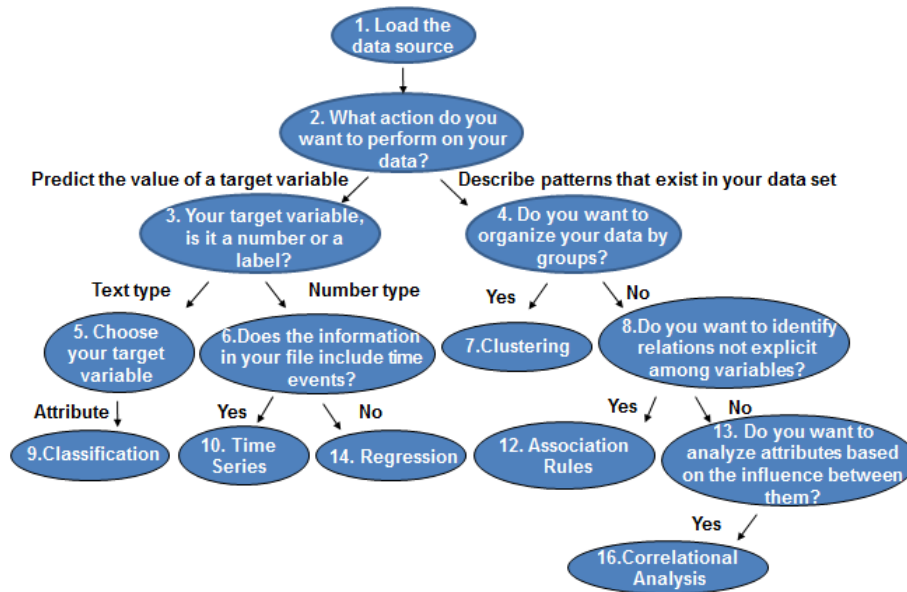 1. Load the
data source
2. What action do you
want to perform on your
data?
Predict the value of a target variable
Describe patterns that exist in your data set
3. Your target variable,
is it a number or a
label?
4. Do you want to
organize your data by
groups?
Text type
Number type
Yes
No
5. Choose
your target
variable
6.Does the information
in your file include time
events?
7.Clustering
8.Do you want to identify
relations not explicit
among variables?
Attribute
Yes
No
Yes
No
9.Classification
10. Time
Series
14. Regression
12. Association
Rules
13. Do you want to
analyze attributes based
on the influence between
them?
Yes
16.Correlational
Analysis